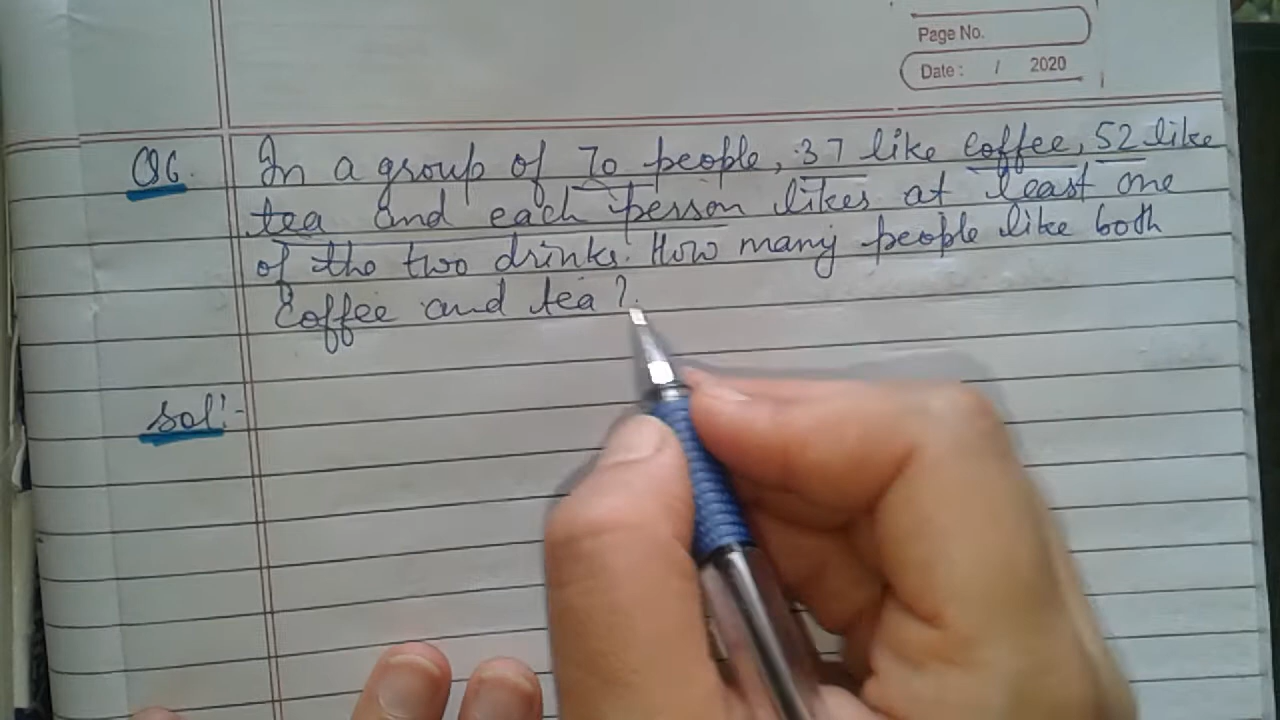 Page No.
Date : / 2020
Q6. In a group of 70 people, 37 like coffee, 52 like
tea and each person likes at least one
of the two drinks. How many people like both
coffee and tea?
sol!-